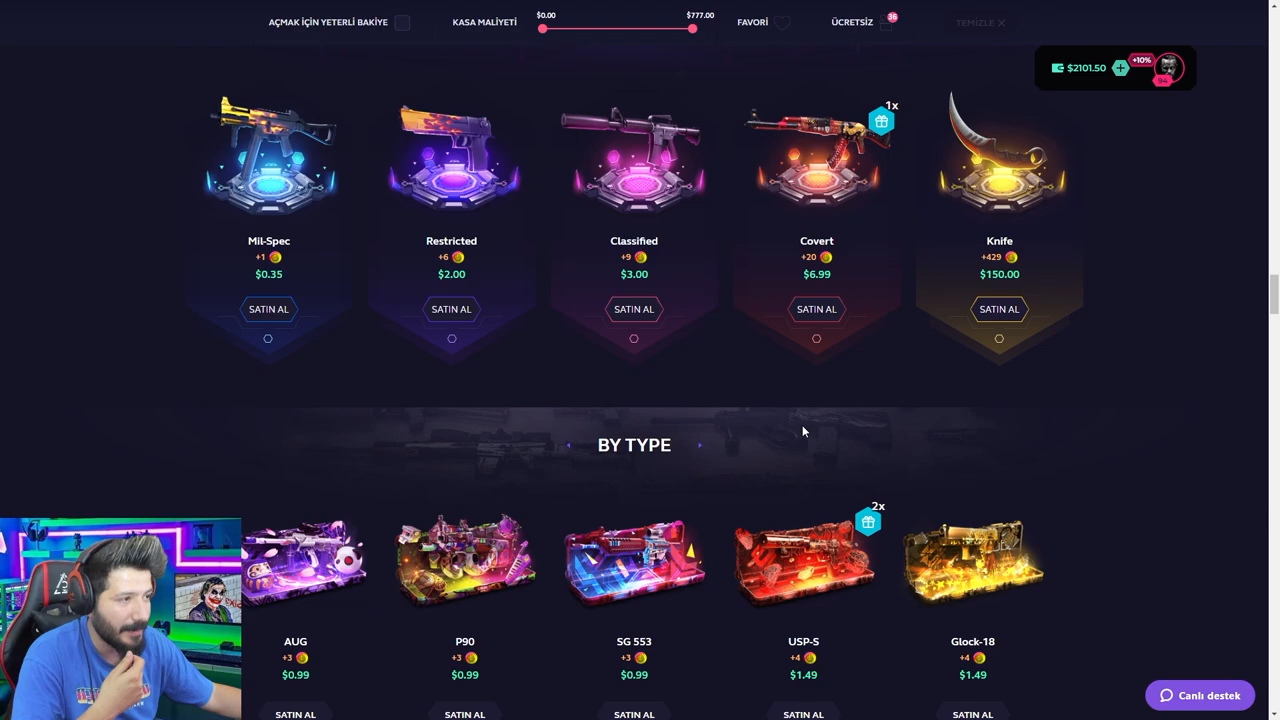 AÇMAK İÇİN YETERLİ BAKİYE
KASA MALİYETİ
$0.00
$777.00
FAVORİ
ÜCRETSİZ
36
TEMİZLE ✕
$2101.50
+10%
94
1x
Mil-Spec
+1
$0.35
SATIN AL
Restricted
+6
$2.00
SATIN AL
Classified
+9
$3.00
SATIN AL
Covert
+20
$6.99
SATIN AL
Knife
+429
$150.00
SATIN AL
BY TYPE
2x
AUG
+3
$0.99
SATIN AL
P90
+3
$0.99
SATIN AL
SG 553
+3
$0.99
SATIN AL
USP-S
+4
$1.49
SATIN AL
Glock-18
+4
$1.49
SATIN AL
Canlı destek